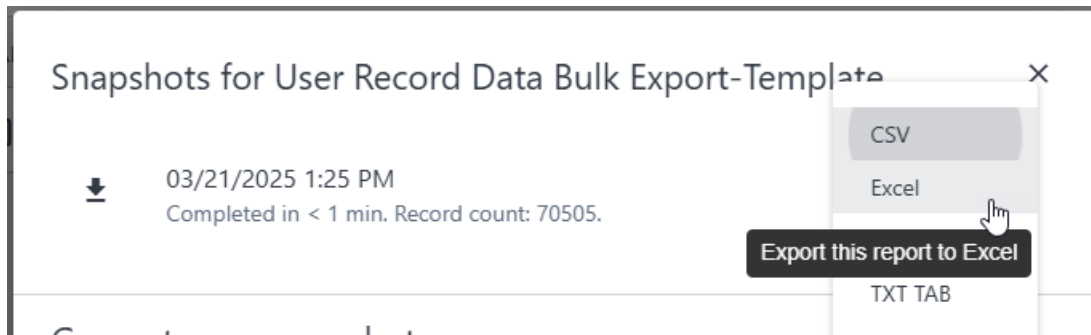 Snapshots for User Record Data Bulk Export-Template
CSV
03/21/2025 1:25 PM
Excel
Completed in < 1 min. Record count: 70505.
Export this report to Excel
TXT TAB